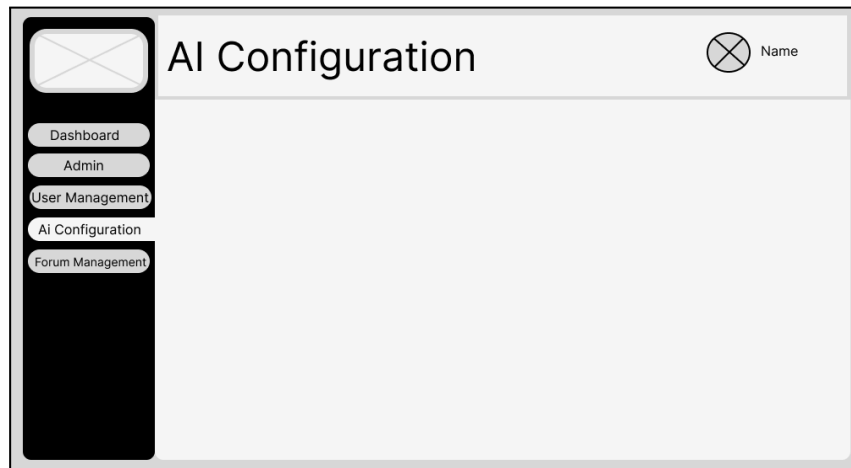 AI Configuration
Name
Dashboard
Admin
User Management
Ai Configuration
Forum Management